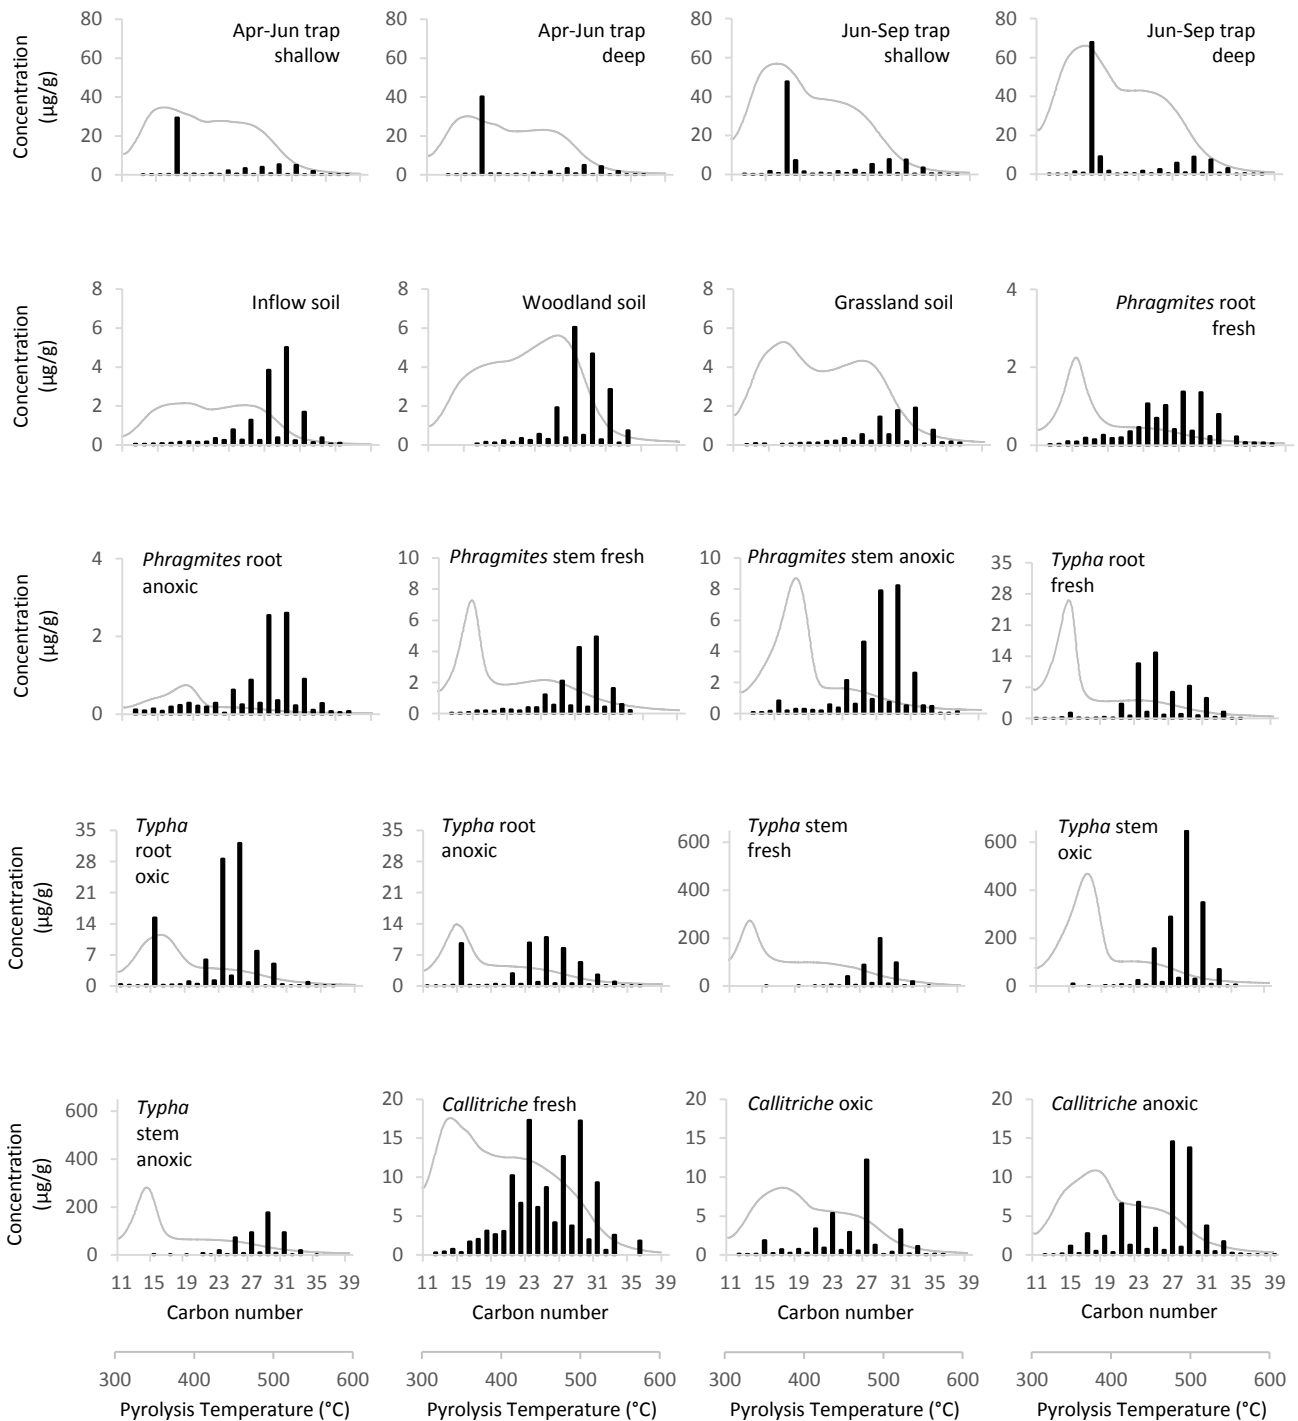 Concentration
(µg/g)
80
60
40
20
0
Apr-Jun trap
shallow
80
60
40
20
0
Apr-Jun trap
deep
80
60
40
20
0
Jun-Sep trap
shallow
80
60
40
20
0
Jun-Sep trap
deep
Concentration
(µg/g)
8
6
4
2
0
Inflow soil
8
6
4
2
0
Woodland soil
8
6
4
2
0
Grassland soil
4
2
0
Phragmites root
fresh
Concentration
(µg/g)
4
2
0
Phragmites root
anoxic
10
8
6
4
2
0
Phragmites stem fresh
10
8
6
4
2
0
Phragmites stem anoxic
35
28
21
14
7
0
Typha root
fresh
Concentration
(µg/g)
35
28
21
14
7
0
Typha
root
oxic
35
28
21
14
7
0
Typha root
anoxic
600
400
200
0
Typha stem
fresh
600
400
200
0
Typha stem
oxic
Concentration
(µg/g)
600
400
200
0
Typha
stem
anoxic
11 15 19 23 27 31 35 39
Carbon number
20
15
10
5
0
Callitriche fresh
11 15 19 23 27 31 35 39
Carbon number
20
15
10
5
0
Callitriche oxic
11 15 19 23 27 31 35 39
Carbon number
20
15
10
5
0
Callitriche anoxic
11 15 19 23 27 31 35 39
Carbon number
300 400 500 600
Pyrolysis Temperature (°C)
300 400 500 600
Pyrolysis Temperature (°C)
300 400 500 600
Pyrolysis Temperature (°C)
300 400 500 600
Pyrolysis Temperature (°C)